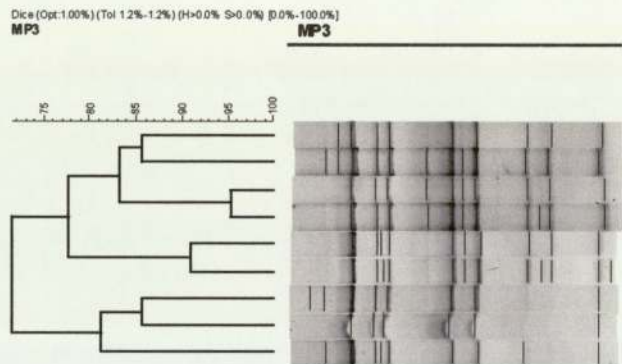 Dice (Opt:1.00%) (Tol 1.2%-1.2%) (H>0.0% S>0.0%) [0.0%-100.0%]
MP3 MP3
75 80 85 90 95 100